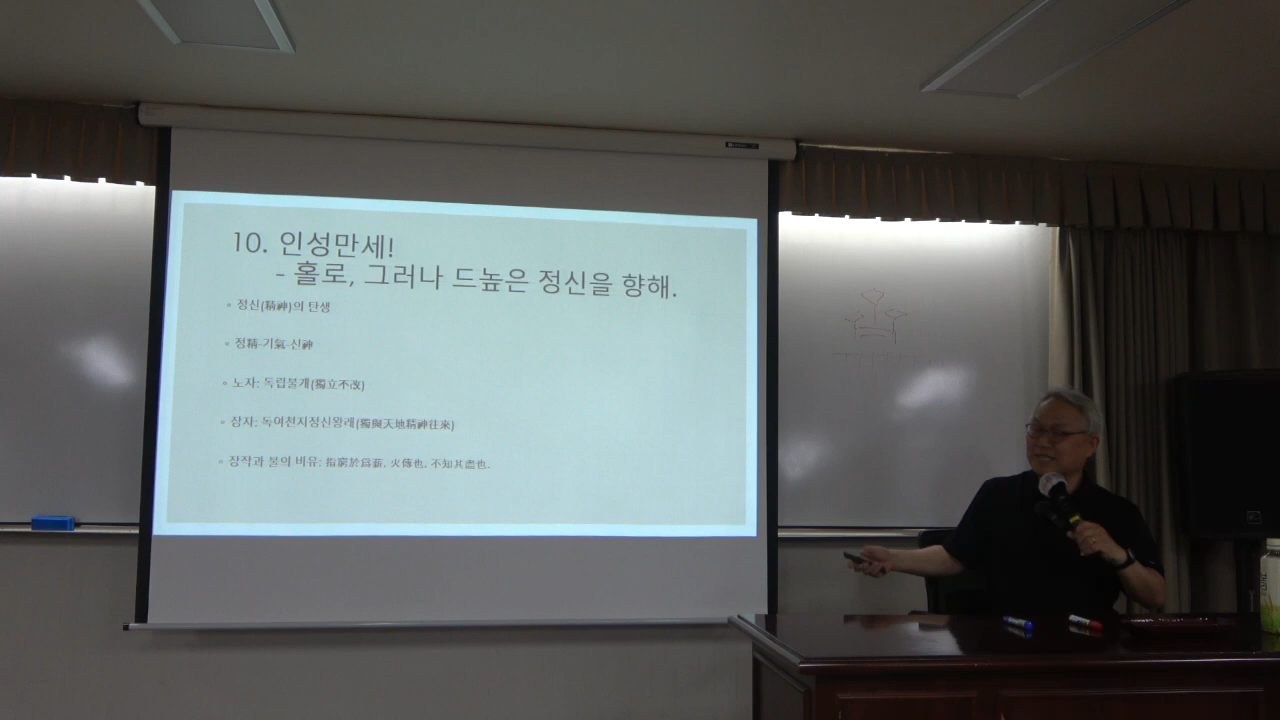 10. 인성만세!
- 홀로, 그러나 드높은 정신을 향해.
◦ 정신(精神)의 탄생
◦ 정精-기氣-신神
◦ 노자: 독립불개(獨立不改)
◦ 장자: 독여천지정신왕래(獨與天地精神往來)
◦ 장작과 불의 비유: 指窮於爲薪, 火傳也, 不知其盡也.